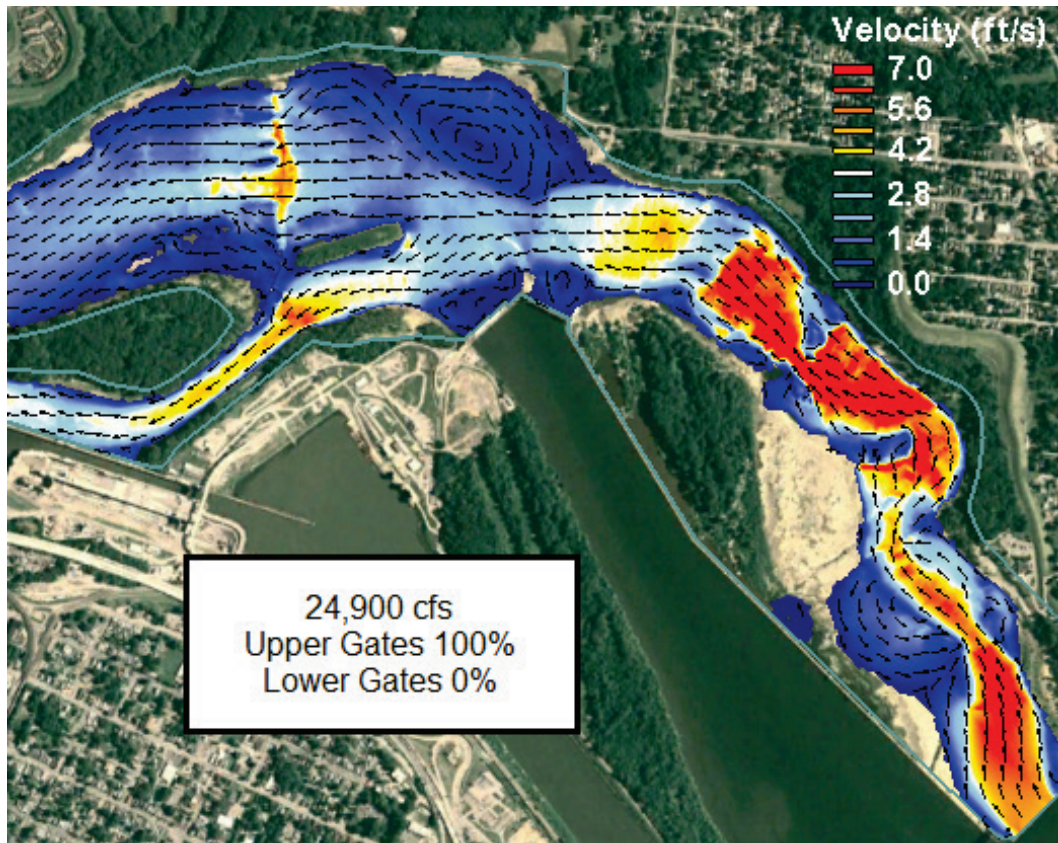 Velocity (ft/s)
7.0
5.6
4.2
2.8
1.4
0.0
24,900 cfs
Upper Gates 100%
Lower Gates 0%